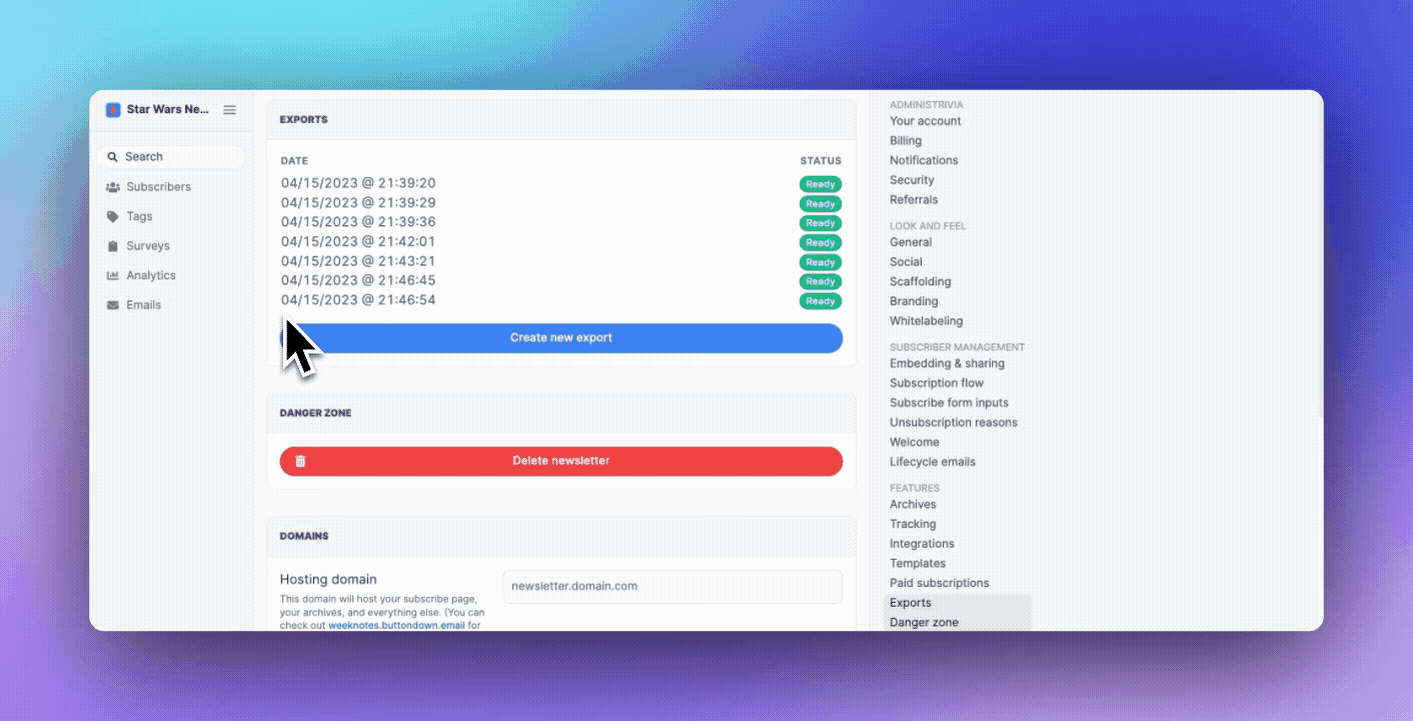 Star Wars Ne...
Search
Subscribers
Tags
Surveys
Analytics
Emails
EXPORTS
DATE STATUS
04/15/2023 @ 21:39:20 Ready
04/15/2023 @ 21:39:29 Ready
04/15/2023 @ 21:39:36 Ready
04/15/2023 @ 21:42:01 Ready
04/15/2023 @ 21:43:21 Ready
04/15/2023 @ 21:46:45 Ready
04/15/2023 @ 21:46:54 Ready
Create new export
DANGER ZONE
Delete newsletter
DOMAINS
Hosting domain
newsletter.domain.com
This domain will host your subscribe page,
your archives, and everything else. (You can
check out weeknotes.buttondown.email for
ADMINISTRIVIA
Your account
Billing
Notifications
Security
Referrals
LOOK AND FEEL
General
Social
Scaffolding
Branding
Whitelabeling
SUBSCRIBER MANAGEMENT
Embedding & sharing
Subscription flow
Subscribe form inputs
Unsubscription reasons
Welcome
Lifecycle emails
FEATURES
Archives
Tracking
Integrations
Templates
Paid subscriptions
Exports
Danger zone